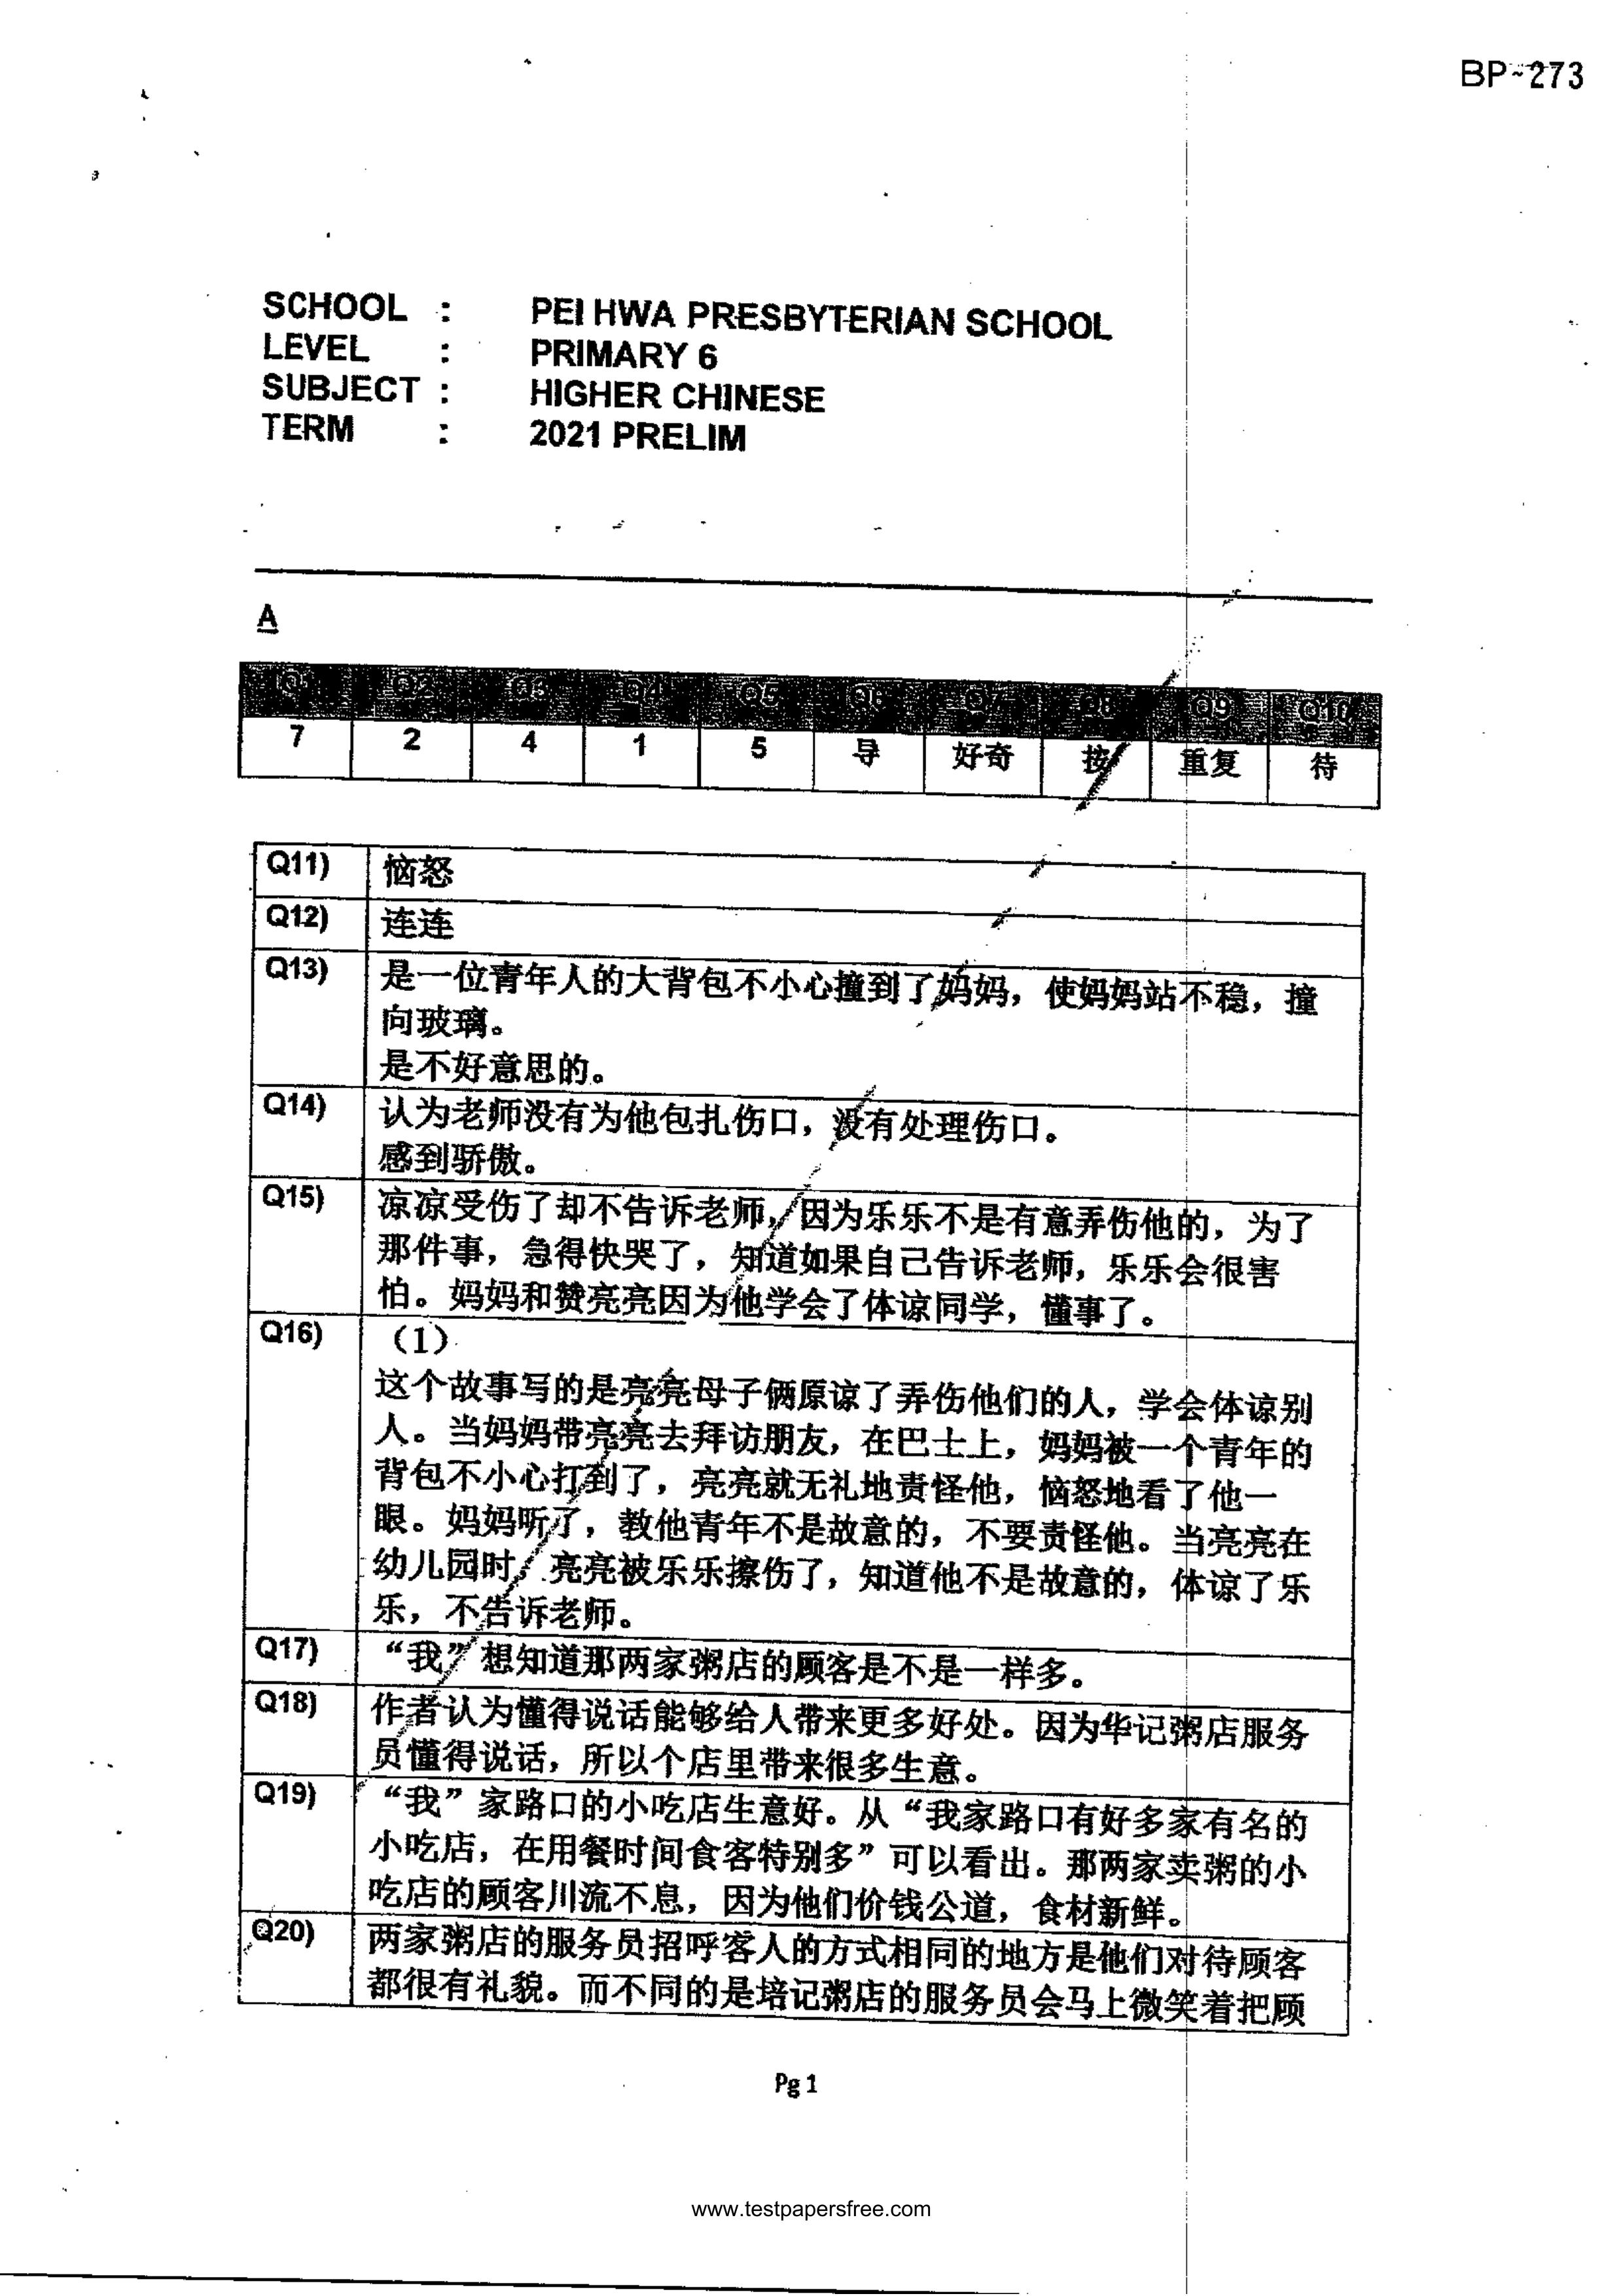 BP~273
SCHOOL : PEI HWA PRESBYTERIAN SCHOOL
LEVEL : PRIMARY 6
SUBJECT : HIGHER CHINESE
TERM : 2021 PRELIM
A
Q1 Q2 Q3 Q4 Q5 Q6 Q7 Q8 Q9 Q10
7 2 4 1 5 导 好奇 按 重复 待
Q11) 恼怒
Q12) 连连
Q13) 是一位青年人的大背包不小心撞到了妈妈，使妈妈站不稳，撞
向玻璃。
是不好意思的。
Q14) 认为老师没有为他包扎伤口，没有处理伤口。
感到骄傲。
Q15) 凉凉受伤了却不告诉老师，因为乐乐不是有意弄伤他的，为了
那件事，急得快哭了，知道如果自己告诉老师，乐乐会很害
怕。妈妈和赞亮亮因为他学会了体谅同学，懂事了。
Q16) （1）
这个故事写的是亮亮母子俩原谅了弄伤他们的人，学会体谅别
人。当妈妈带亮亮去拜访朋友，在巴士上，妈妈被一个青年的
背包不小心打到了，亮亮就无礼地责怪他，恼怒地看了他一
眼。妈妈听了，教他青年不是故意的，不要责怪他。当亮亮在
幼儿园时，亮亮被乐乐擦伤了，知道他不是故意的，体谅了乐
乐，不告诉老师。
Q17) “我”想知道那两家粥店的顾客是不是一样多。
Q18) 作者认为懂得说话能够给人带来更多好处。因为华记粥店服务
员懂得说话，所以个店里带来很多生意。
Q19) “我”家路口的小吃店生意好。从“我家路口有好多家有名的
小吃店，在用餐时间食客特别多”可以看出。那两家卖粥的小
吃店的顾客川流不息，因为他们价钱公道，食材新鲜。
Q20) 两家粥店的服务员招呼客人的方式相同的地方是他们对待顾客
都很有礼貌。而不同的是培记粥店的服务员会马上微笑着把顾
Pg 1
www.testpapersfree.com